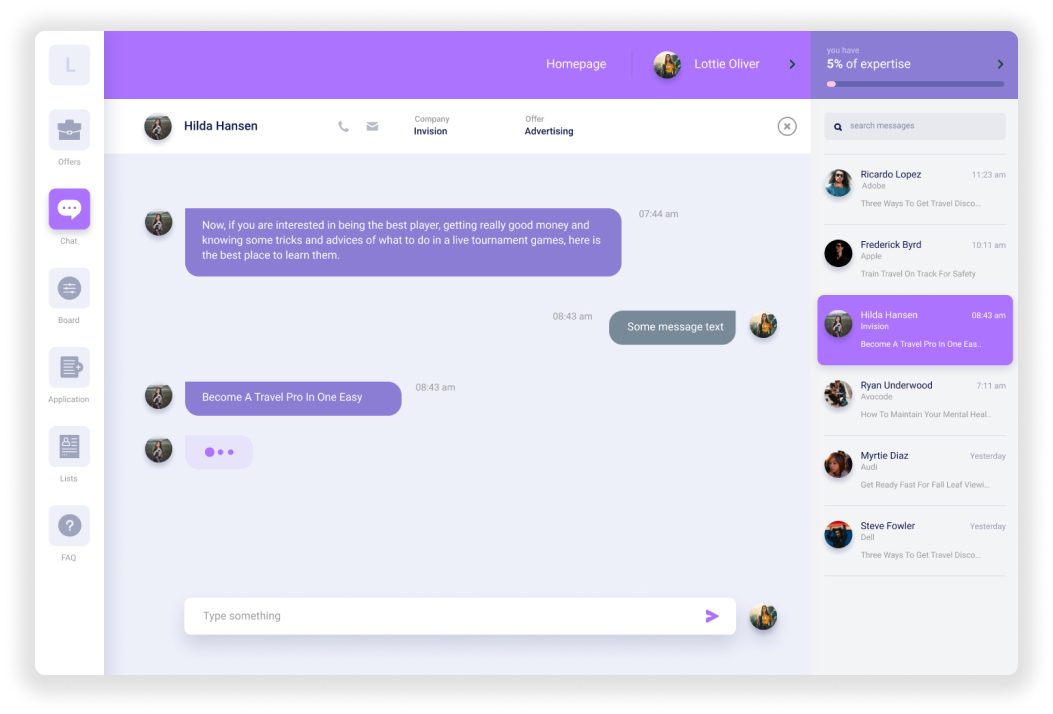 L
Offers
Chat
Board
Application
Lists
FAQ
Homepage
Lottie Oliver
you have
5% of expertise
Hilda Hansen
Company
Invision
Offer
Advertising
Now, if you are interested in being the best player, getting really good money and
knowing some tricks and advices of what to do in a live tournament games, here is
the best place to learn them.
07:44 am
08:43 am
Some message text
Become A Travel Pro In One Easy
08:43 am
Type something
search messages
Ricardo Lopez
11:23 am
Adobe
Three Ways To Get Travel Disco...
Frederick Byrd
10:11 am
Apple
Train Travel On Track For Safety
Hilda Hansen
08:43 am
Invision
Become A Travel Pro In One Eas..
Ryan Underwood
7:11 am
Avocode
How To Maintain Your Mental Heal..
Myrtie Diaz
Yesterday
Audi
Get Ready Fast For Fall Leaf Viewi...
Steve Fowler
Yesterday
Dell
Three Ways To Get Travel Disco...